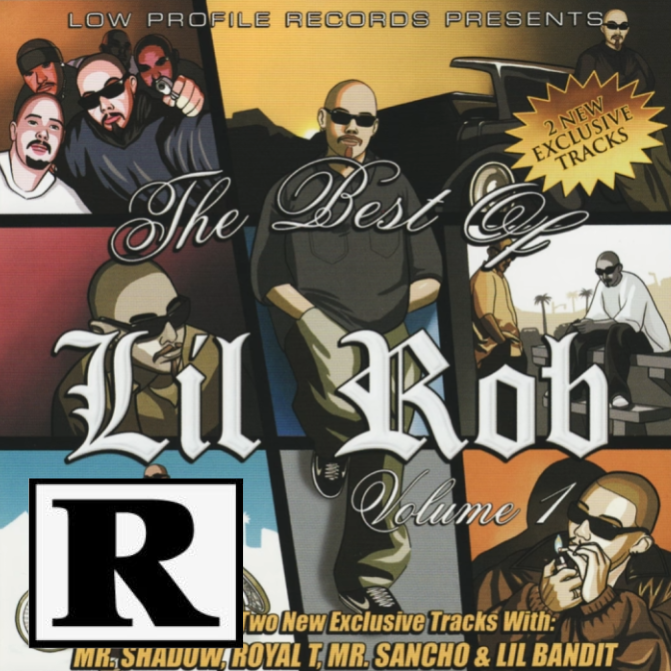 LOW PROFILE RECORDS PRESENTS
2 NEW
EXCLUSIVE
TRACKS
The Best Of
Lil Rob
Volume 1
R
Two New Exclusive Tracks With:
MR. SHADOW, ROYAL T, MR. SANCHO & LIL BANDIT